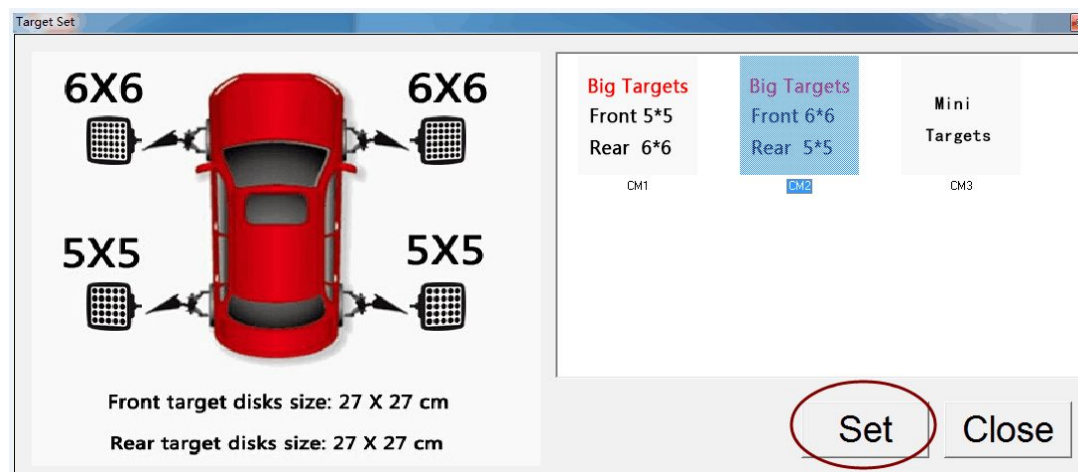 Target Set
6X6 6X6
5X5 5X5
Front target disks size: 27 X 27 cm
Rear target disks size: 27 X 27 cm
Big Targets
Front 5*5
Rear 6*6
CM1
Big Targets
Front 6*6
Rear 5*5
CM2
Mini
Targets
CM3
Set Close